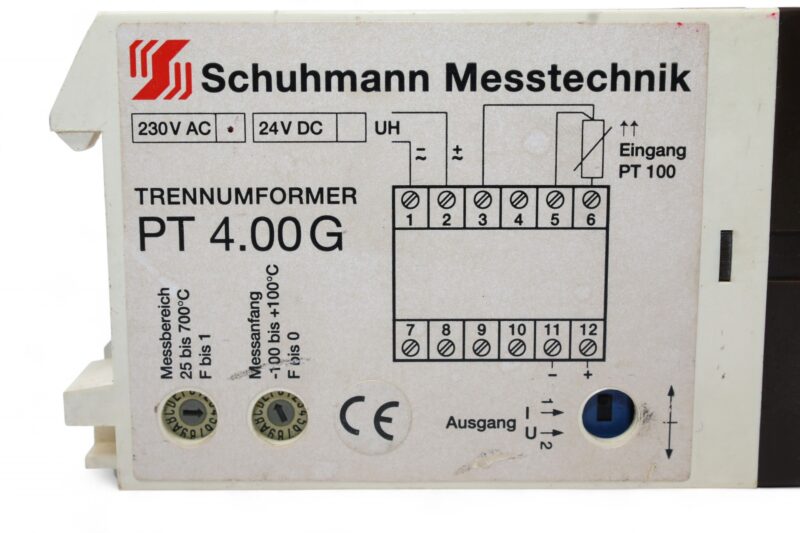 Schuhmann Messtechnik
230V AC
24V DC
UH
Eingang
PT 100
TRENNUMFORMER
PT 4.00G
1 2 3 4 5 6
7 8 9 10 11 12
- +
Messbereich
25 bis 700°C
F bis 1
Messanfang
-100 bis +100°C
F bis 0
CE
Ausgang
I 1
U 2